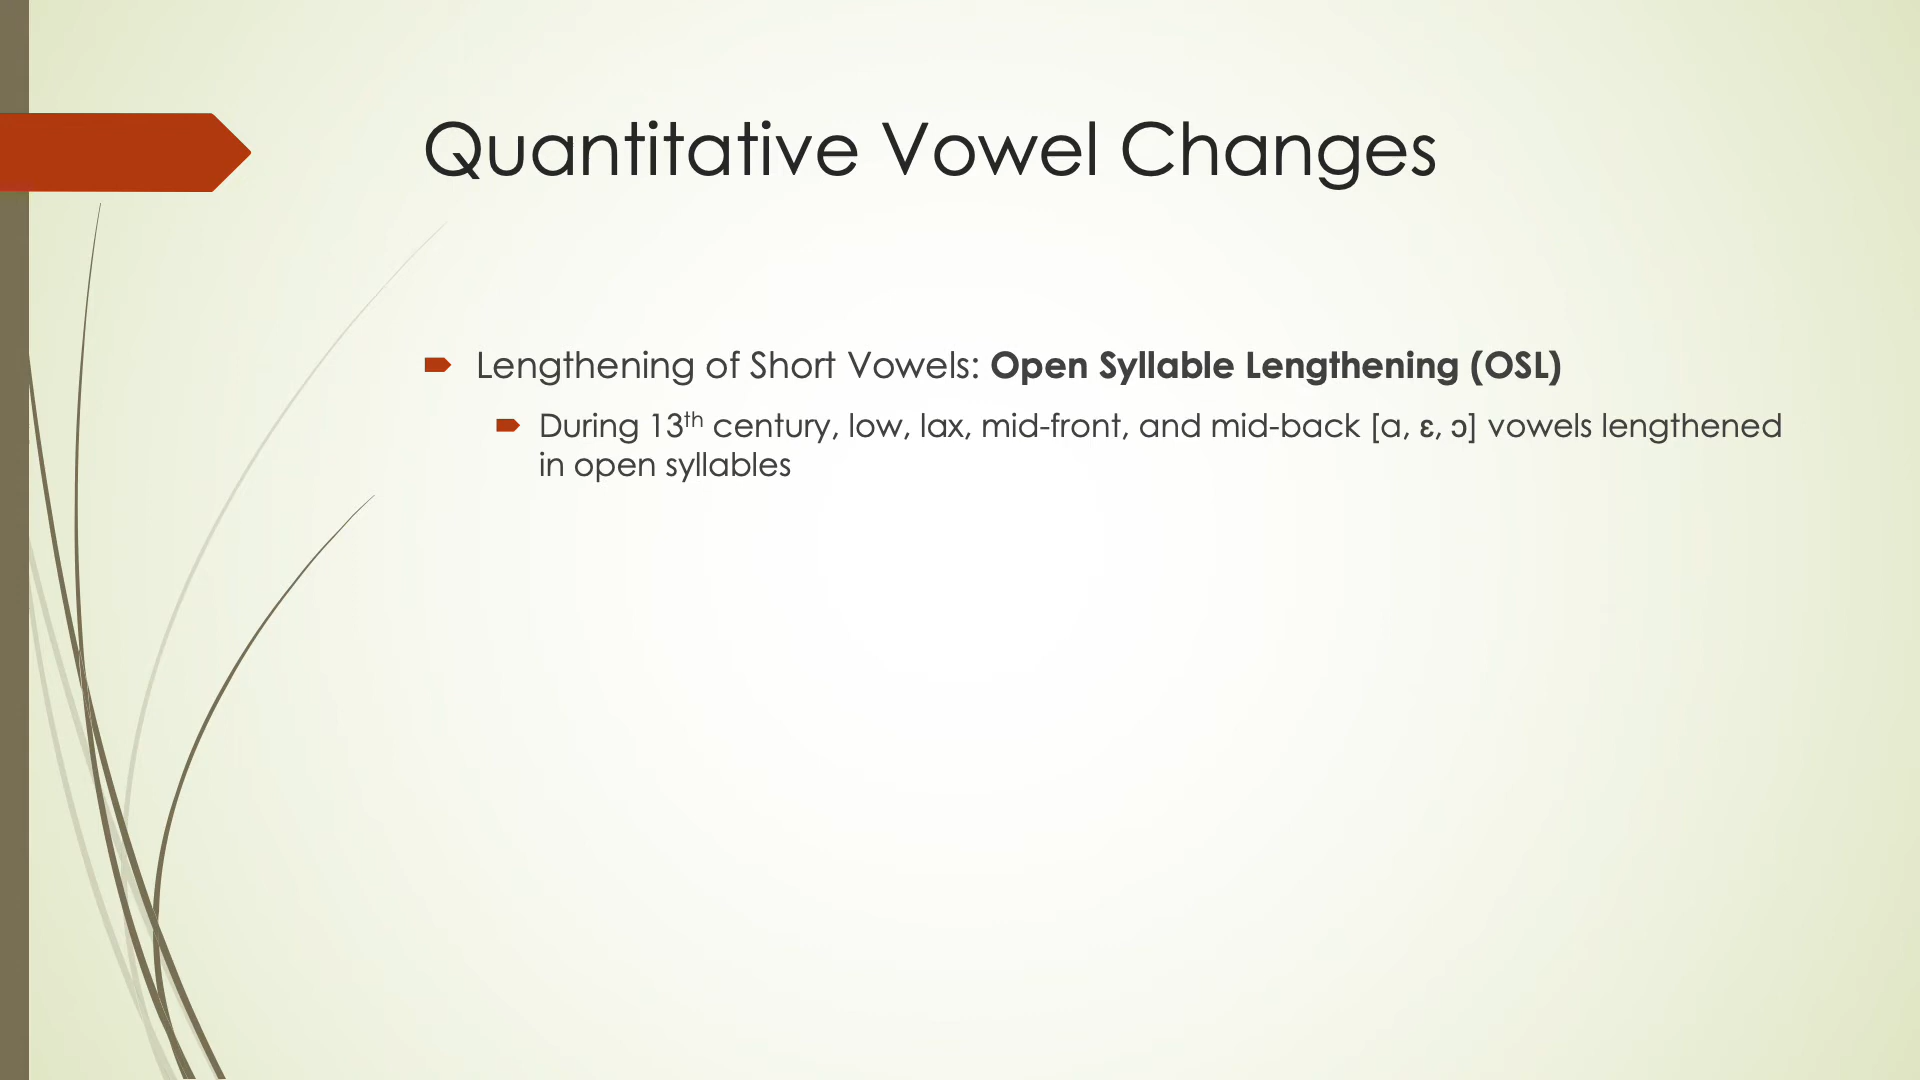 Quantitative Vowel Changes
Lengthening of Short Vowels: Open Syllable Lengthening (OSL)
During 13th century, low, lax, mid-front, and mid-back [a, ɛ, ɔ] vowels lengthened
in open syllables